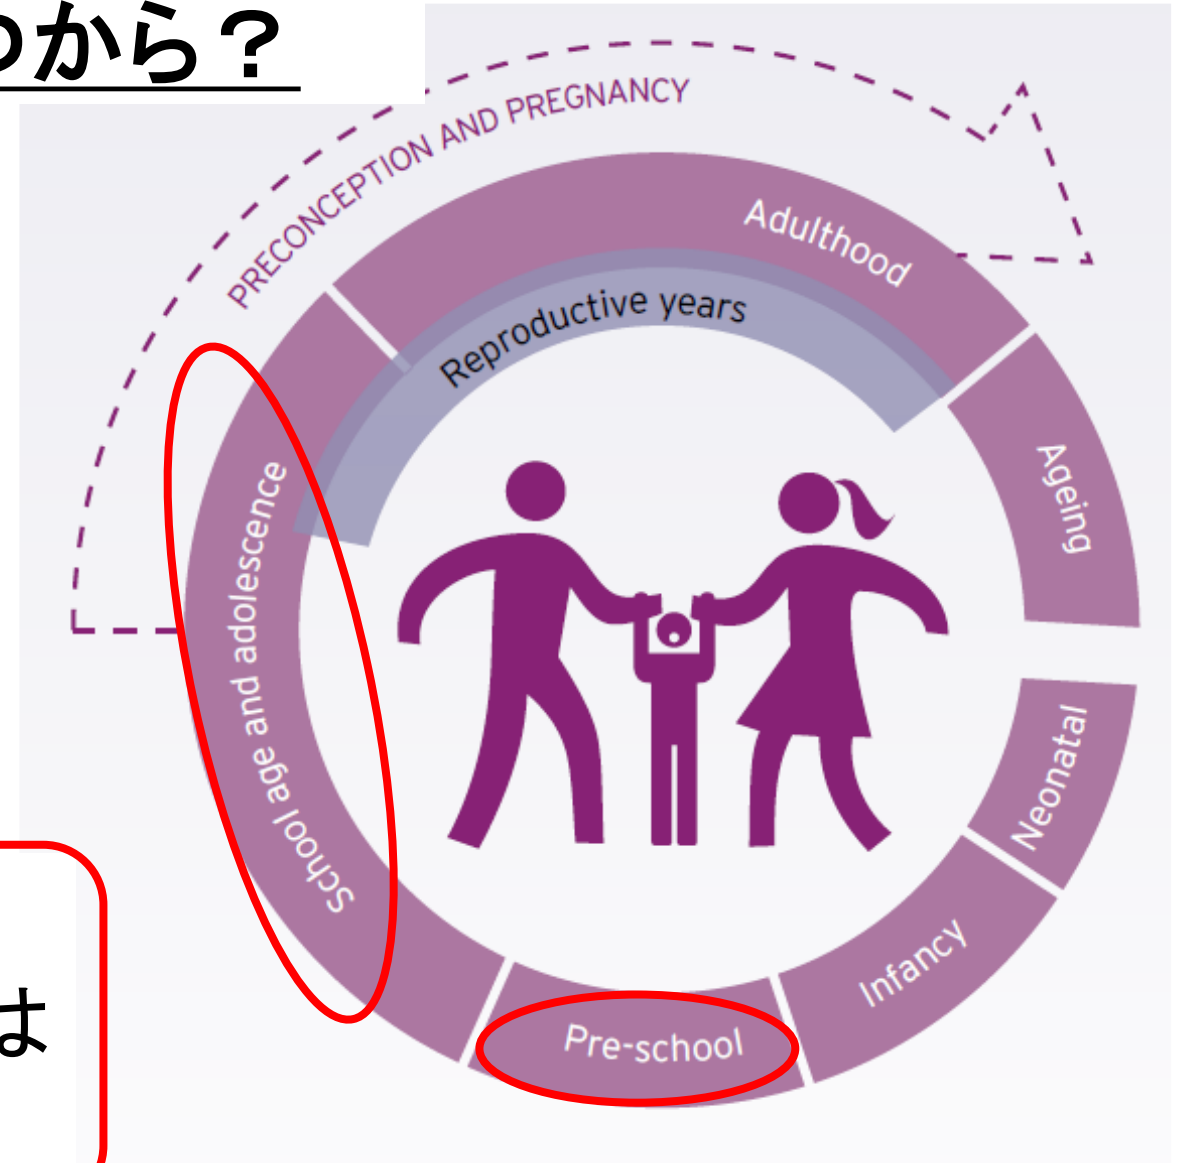 つから？
PRECONCEPTION AND PREGNANCY
Adulthood
Reproductive years
Ageing
School age and adolescence
Neonatal
Infancy
Pre-school
は